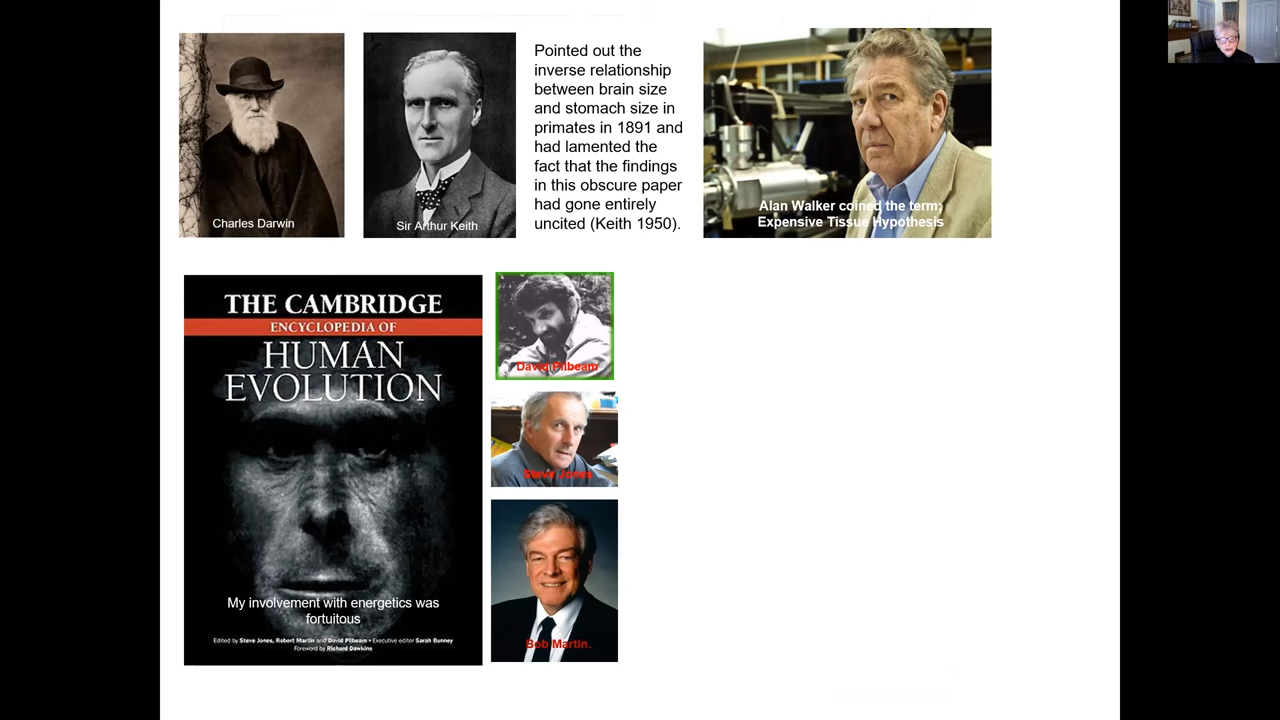 Charles Darwin
Sir Arthur Keith
Pointed out the
inverse relationship
between brain size
and stomach size in
primates in 1891 and
had lamented the
fact that the findings
in this obscure paper
had gone entirely
uncited (Keith 1950).
Alan Walker coined the term;
Expensive Tissue Hypothesis
THE CAMBRIDGE
ENCYCLOPEDIA OF
HUMAN
EVOLUTION
My involvement with energetics was
fortuitous
Edited by Steve Jones, Robert Martin and David Pilbeam • Executive editor Sarah Bunney
Foreword by Richard Dawkins
David Pilbeam
Steve Jones
Bob Martin.